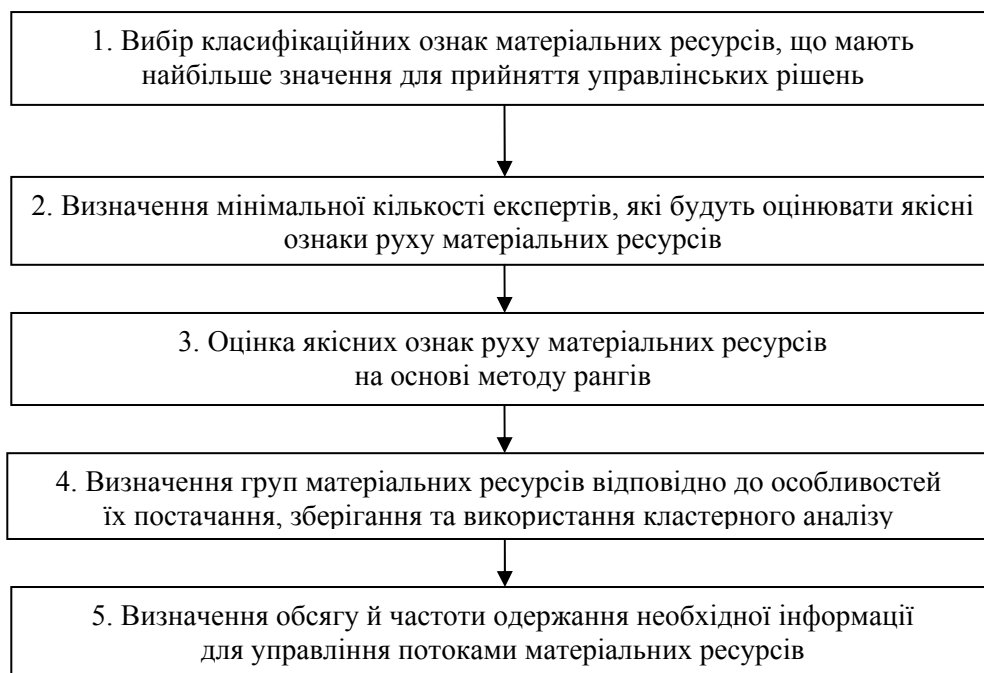 1. Вибір класифікаційних ознак матеріальних ресурсів, що мають
найбільше значення для прийняття управлінських рішень
2. Визначення мінімальної кількості експертів, які будуть оцінювати якісні
ознаки руху матеріальних ресурсів
3. Оцінка якісних ознак руху матеріальних ресурсів
на основі методу рангів
4. Визначення груп матеріальних ресурсів відповідно до особливостей
їх постачання, зберігання та використання кластерного аналізу
5. Визначення обсягу й частоти одержання необхідної інформації
для управління потоками матеріальних ресурсів